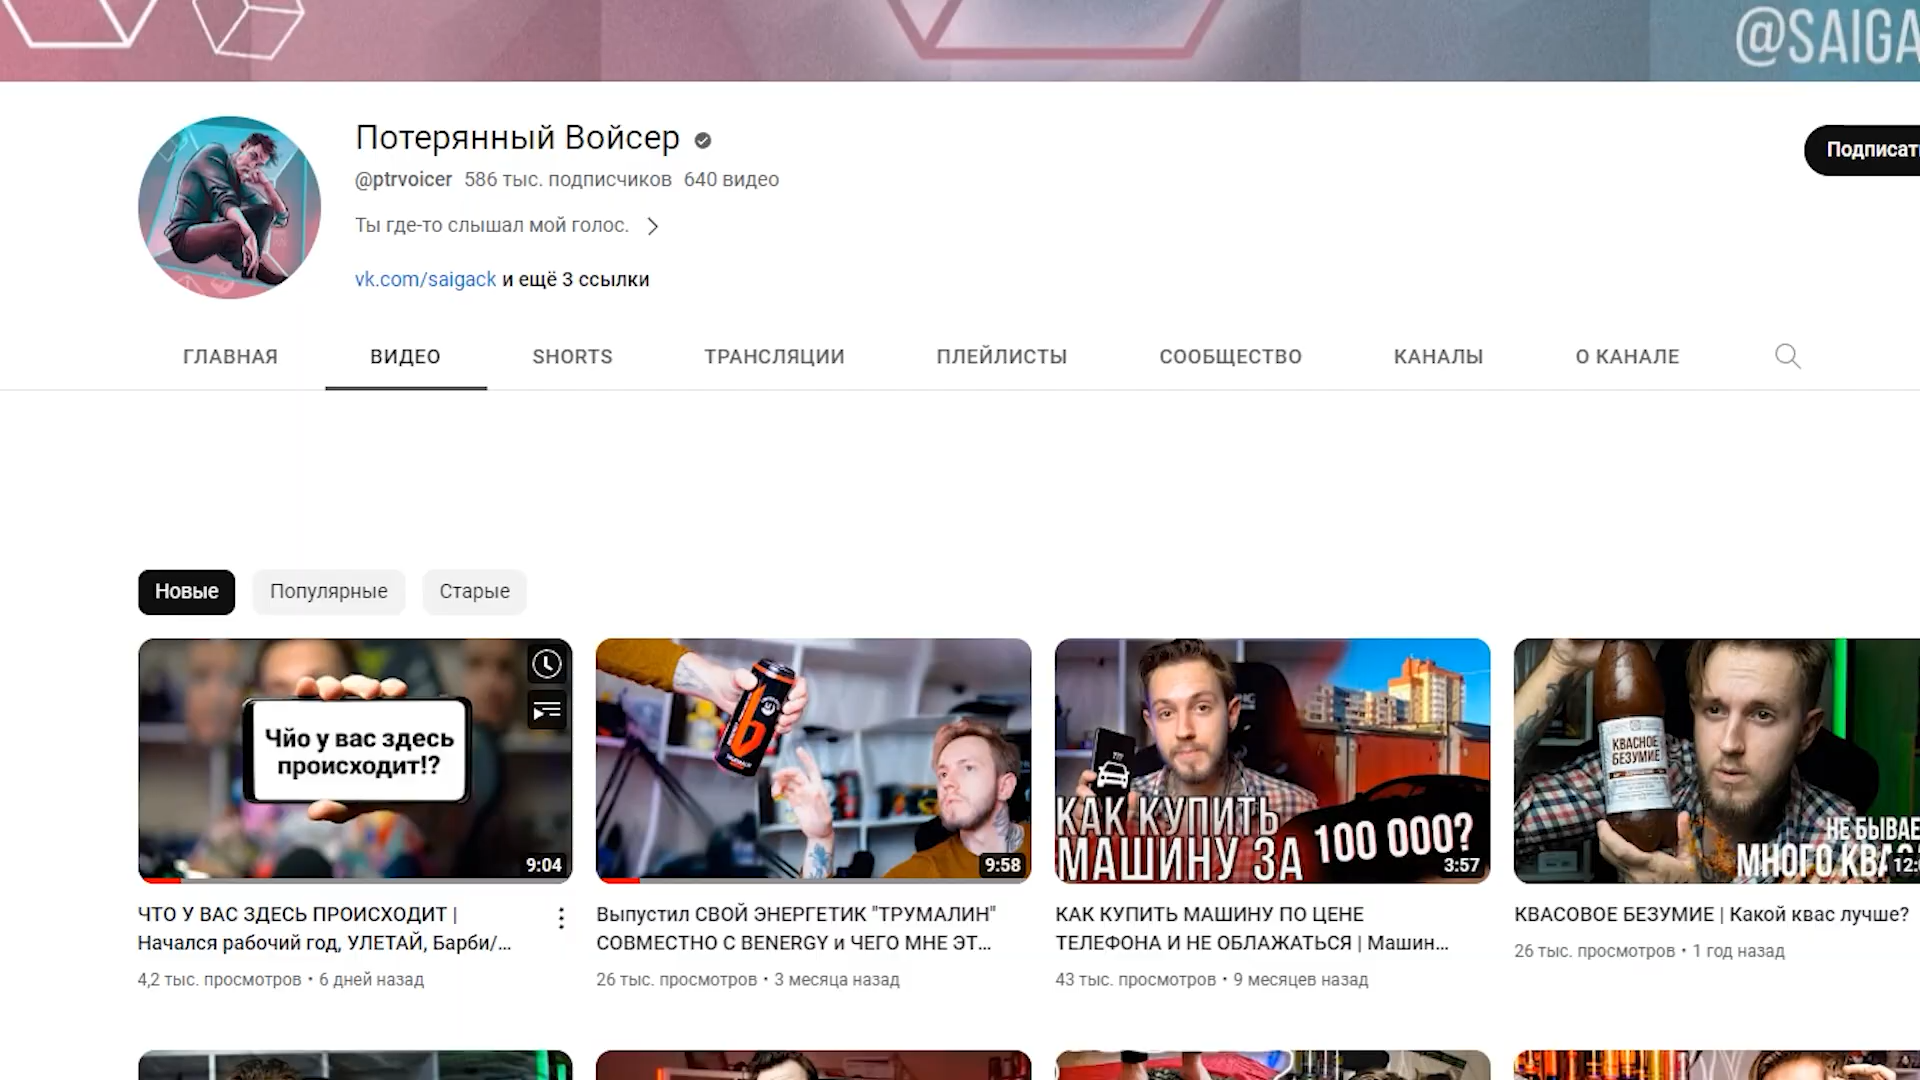 @SAIGA
Потерянный Войсер
Подписать
@ptrvoicer 586 тыс. подписчиков 640 видео
Ты где-то слышал мой голос.
vk.com/saigack и ещё 3 ссылки
ГЛАВНАЯ ВИДЕО SHORTS ТРАНСЛЯЦИИ ПЛЕЙЛИСТЫ СООБЩЕСТВО КАНАЛЫ О КАНАЛЕ
Новые Популярные Старые
Чйо у вас здесь
происходит!?
9:04
b
9:58
КАК КУПИТЬ
МАШИНУ ЗА 100 000?
3:57
КВАСНОЕ
БЕЗУМИЕ
НЕ БЫВАЕ
МНОГО КВАС
12:
ЧТО У ВАС ЗДЕСЬ ПРОИСХОДИТ |
Начался рабочий год, УЛЕТАЙ, Барби/...
4,2 тыс. просмотров • 6 дней назад
Выпустил СВОЙ ЭНЕРГЕТИК "ТРУМАЛИН"
СОВМЕСТНО С BENERGY и ЧЕГО МНЕ ЭТ...
26 тыс. просмотров • 3 месяца назад
КАК КУПИТЬ МАШИНУ ПО ЦЕНЕ
ТЕЛЕФОНА И НЕ ОБЛАЖАТЬСЯ | Машин...
43 тыс. просмотров • 9 месяцев назад
КВАСОВОЕ БЕЗУМИЕ | Какой квас лучше?
26 тыс. просмотров • 1 год назад